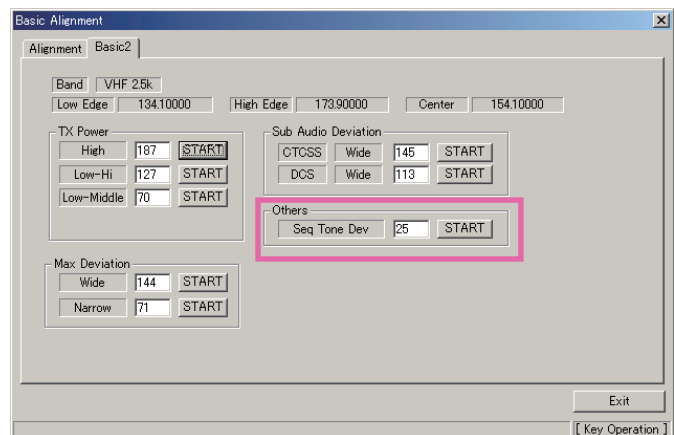 Basic Alignment
Alignment Basic2
Band VHF 2.5k
Low Edge 134.10000 High Edge 173.90000 Center 154.10000
TX Power
High 187 START
Low-Hi 127 START
Low-Middle 70 START
Sub Audio Deviation
CTCSS Wide 145 START
DCS Wide 113 START
Others
Seq Tone Dev 25 START
Max Deviation
Wide 144 START
Narrow 71 START
Exit
[ Key Operation ]